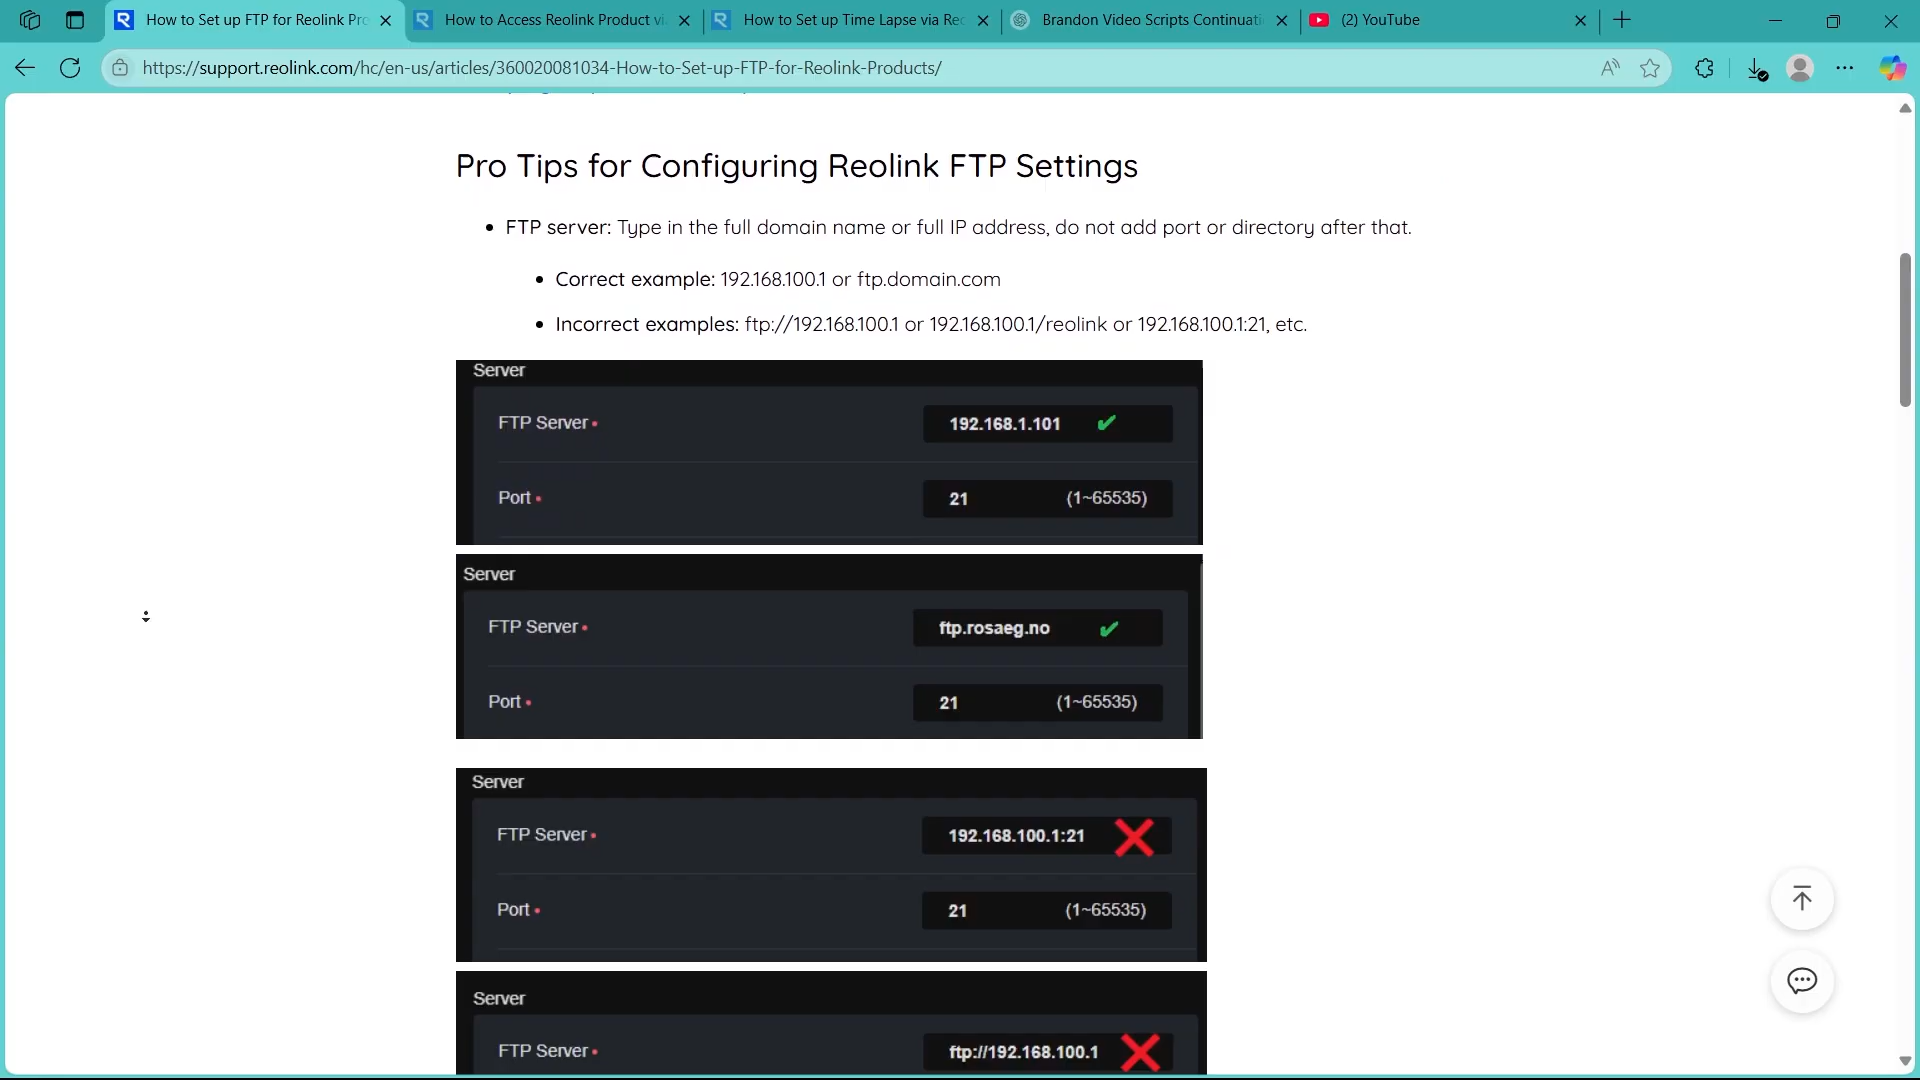 How to Set up FTP for Reolink Pro
How to Access Reolink Product vi
How to Set up Time Lapse via Reo
Brandon Video Scripts Continuati
(2) YouTube
https://support.reolink.com/hc/en-us/articles/360020081034-How-to-Set-up-FTP-for-Reolink-Products/
Pro Tips for Configuring Reolink FTP Settings
FTP server: Type in the full domain name or full IP address, do not add port or directory after that.
Correct example: 192.168.100.1 or ftp.domain.com
Incorrect examples: ftp://192.168.100.1 or 192.168.100.1/reolink or 192.168.100.1:21, etc.
Server
FTP Server • 192.168.1.101 ✔
Port • 21 (1~65535)
Server
FTP Server • ftp.rosaeg.no ✔
Port • 21 (1~65535)
Server
FTP Server • 192.168.100.1:21 ❌
Port • 21 (1~65535)
Server
FTP Server • ftp://192.168.100.1 ❌